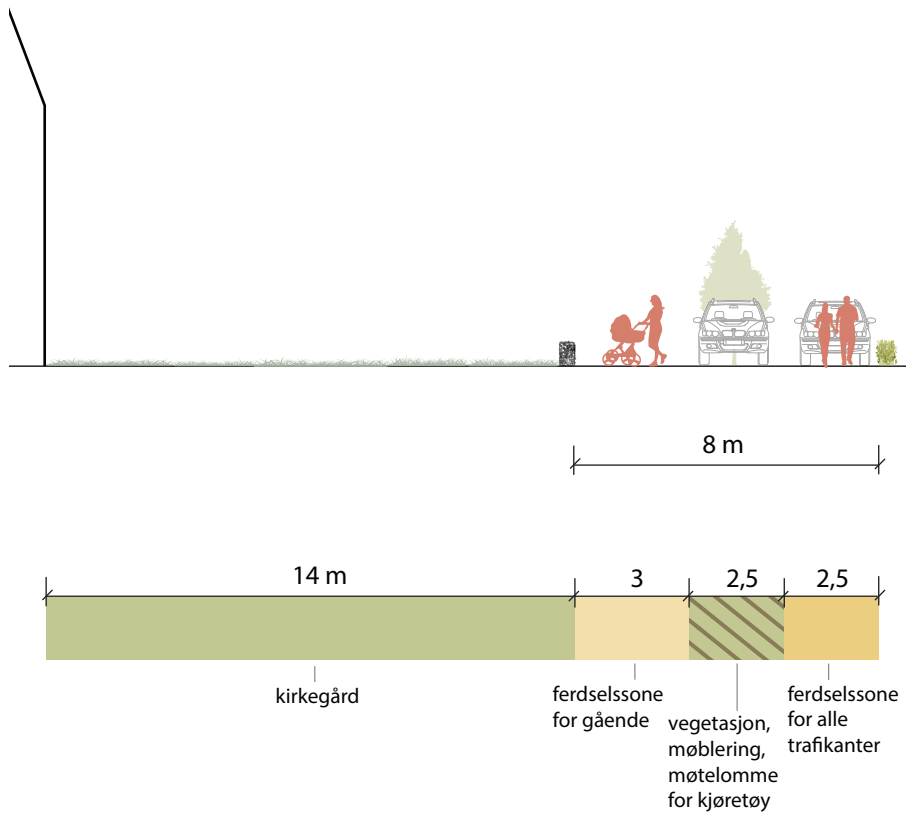 8 m
14 m
3
2,5
2,5
kirkegård
ferdselssone
for gående
vegetasjon,
møblering,
møtelomme
for kjøretøy
ferdselssone
for alle
trafikanter